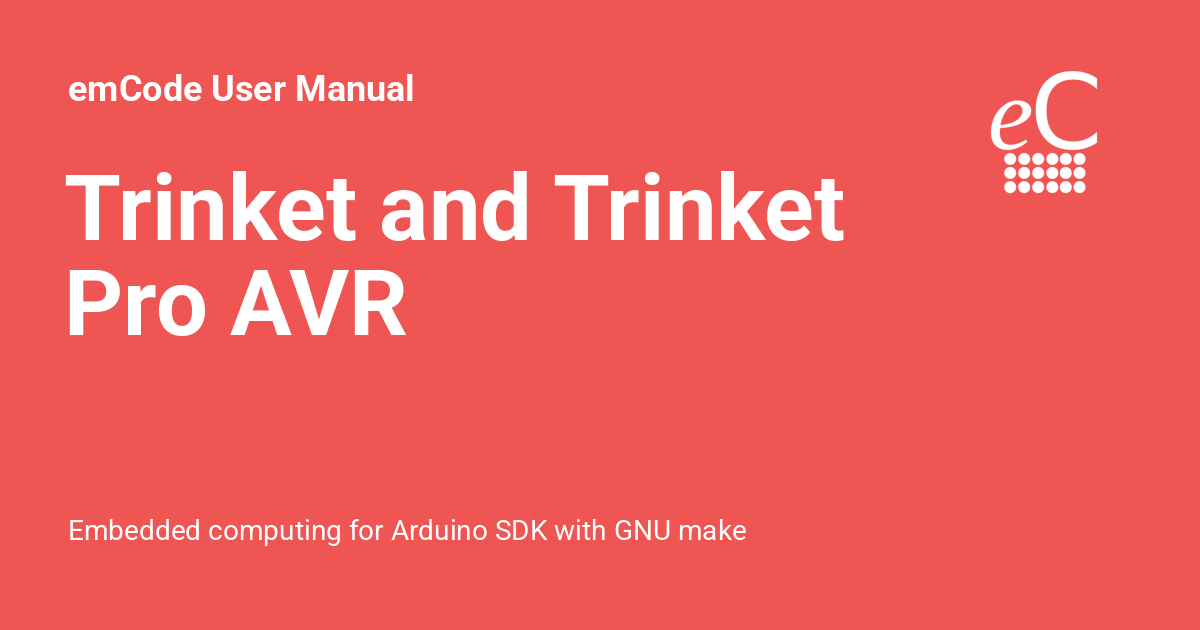 emCode User Manual
eC
Trinket and Trinket
Pro AVR
Embedded computing for Arduino SDK with GNU make